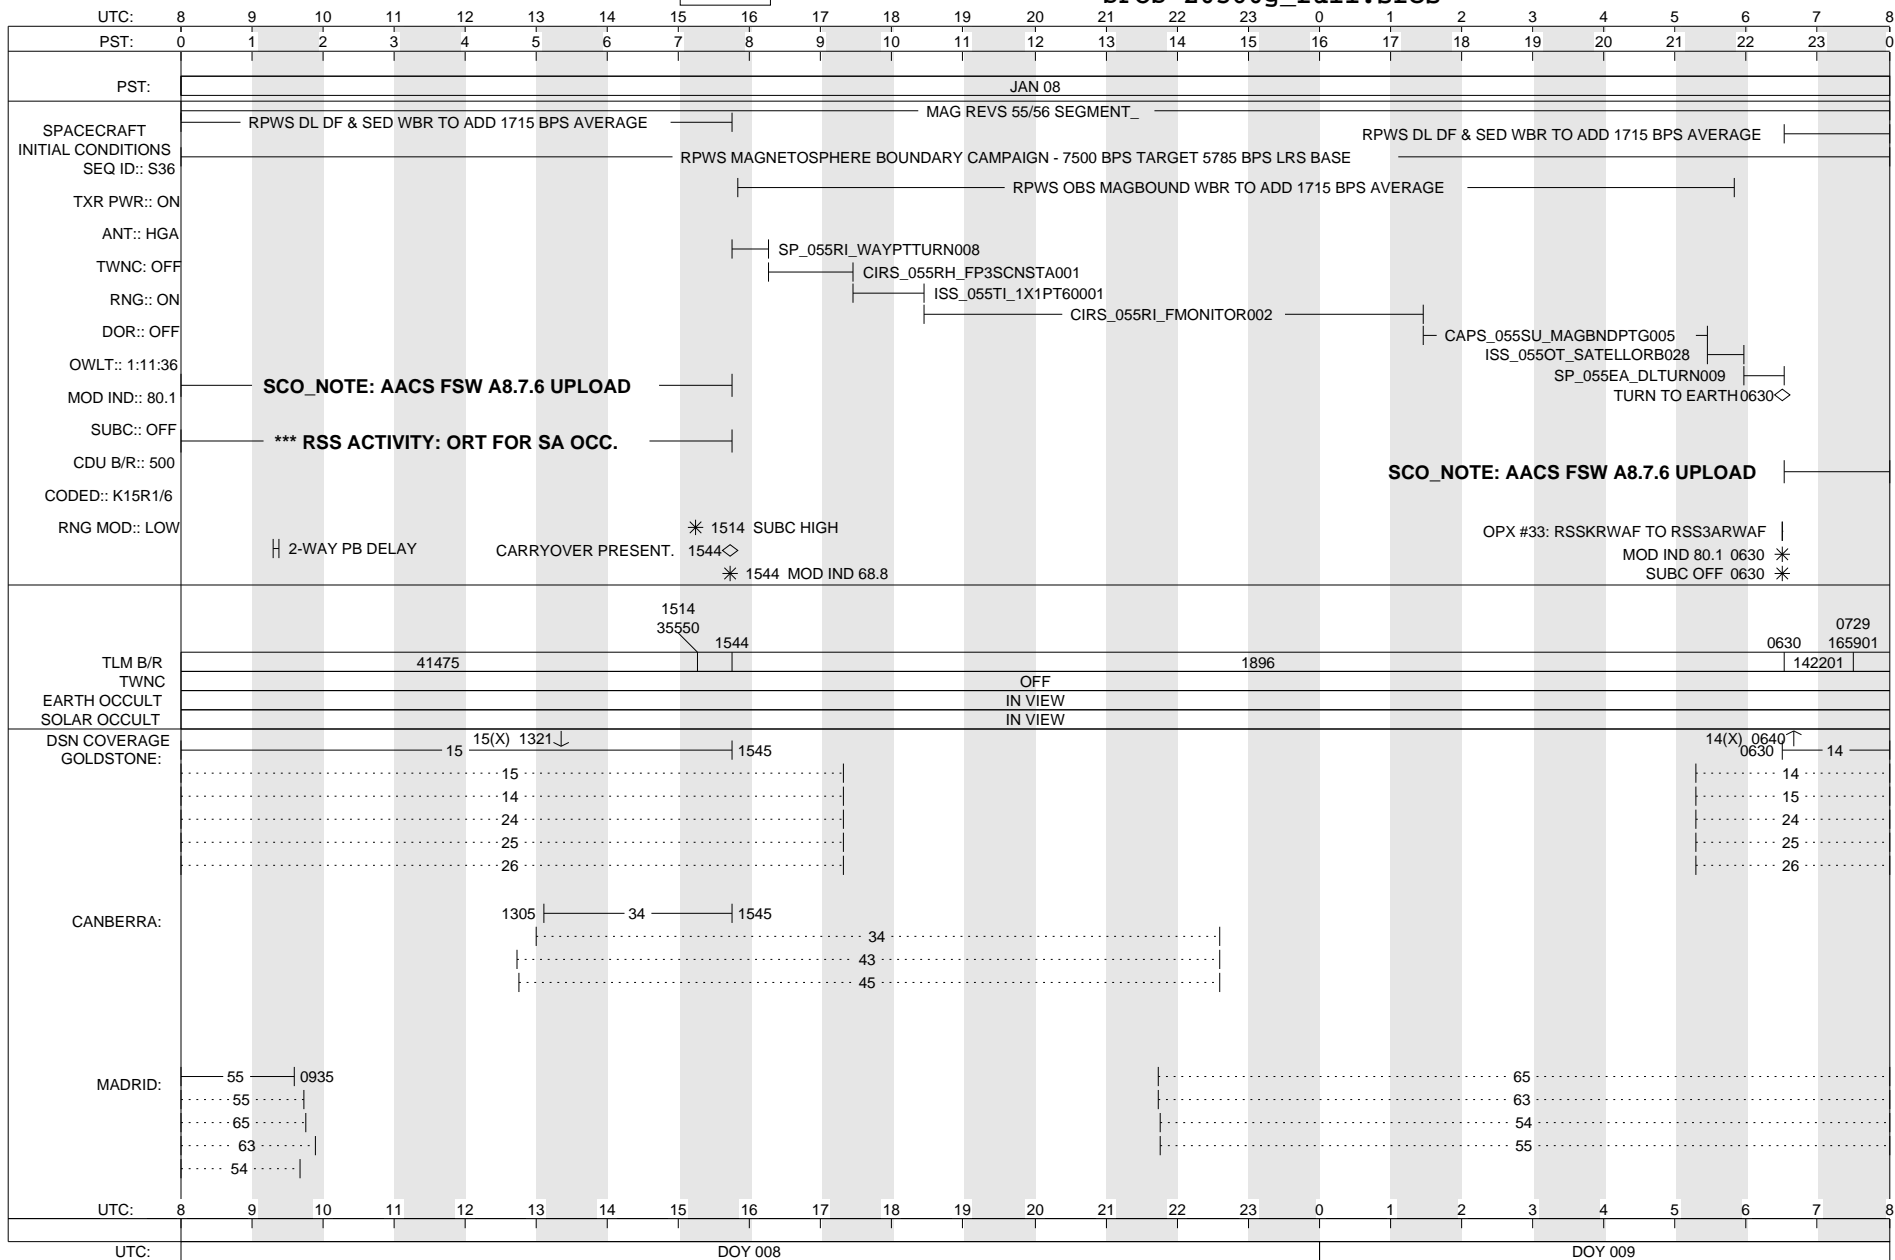 UTC: 8 9 10 11 12 13 14 15 16 17 18 19 20 21 22 23 0 1 2 3 4 5 6 7 8
PST: 0 1 2 3 4 5 6 7 8 9 10 11 12 13 14 15 16 17 18 19 20 21 22 23 0
PST: JAN 08
MAG REVS 55/56 SEGMENT_
RPWS DL DF & SED WBR TO ADD 1715 BPS AVERAGE
RPWS DL DF & SED WBR TO ADD 1715 BPS AVERAGE
SPACECRAFT
INITIAL CONDITIONS
RPWS MAGNETOSPHERE BOUNDARY CAMPAIGN - 7500 BPS TARGET 5785 BPS LRS BASE
SEQ ID:: S36
RPWS OBS MAGBOUND WBR TO ADD 1715 BPS AVERAGE
TXR PWR:: ON
ANT:: HGA
SP_055RI_WAYPTTURN008
TWNC: OFF
CIRS_055RH_FP3SCNSTA001
RNG:: ON
ISS_055TI_1X1PT60001
CIRS_055RI_FMONITOR002
DOR:: OFF
CAPS_055SU_MAGBNDPTG005
ISS_055OT_SATELLORB028
OWLT:: 1:11:36
SP_055EA_DLTURN009
SCO_NOTE: AACS FSW A8.7.6 UPLOAD
TURN TO EARTH 0630
MOD IND:: 80.1
SUBC:: OFF
*** RSS ACTIVITY: ORT FOR SA OCC.
CDU B/R:: 500
SCO_NOTE: AACS FSW A8.7.6 UPLOAD
CODED:: K15R1/6
RNG MOD:: LOW
1514 SUBC HIGH
OPX #33: RSSKRWAF TO RSS3ARWAF
2-WAY PB DELAY
CARRYOVER PRESENT. 1544
MOD IND 80.1 0630
1544 MOD IND 68.8
SUBC OFF 0630
1514
35550
1544
0630
0729
165901
TLM B/R 41475 1896 142201
TWNC OFF
EARTH OCCULT IN VIEW
SOLAR OCCULT IN VIEW
DSN COVERAGE
15(X) 1321
14(X) 0640
GOLDSTONE: 15 1545 0630 14
15 14
14 15
24 24
25 25
26 26
CANBERRA: 1305 34 1545
34
43
45
MADRID: 55 0935 65
55 63
65 54
63 55
54
UTC: 8 9 10 11 12 13 14 15 16 17 18 19 20 21 22 23 0 1 2 3 4 5 6 7 8
UTC: DOY 008 DOY 009